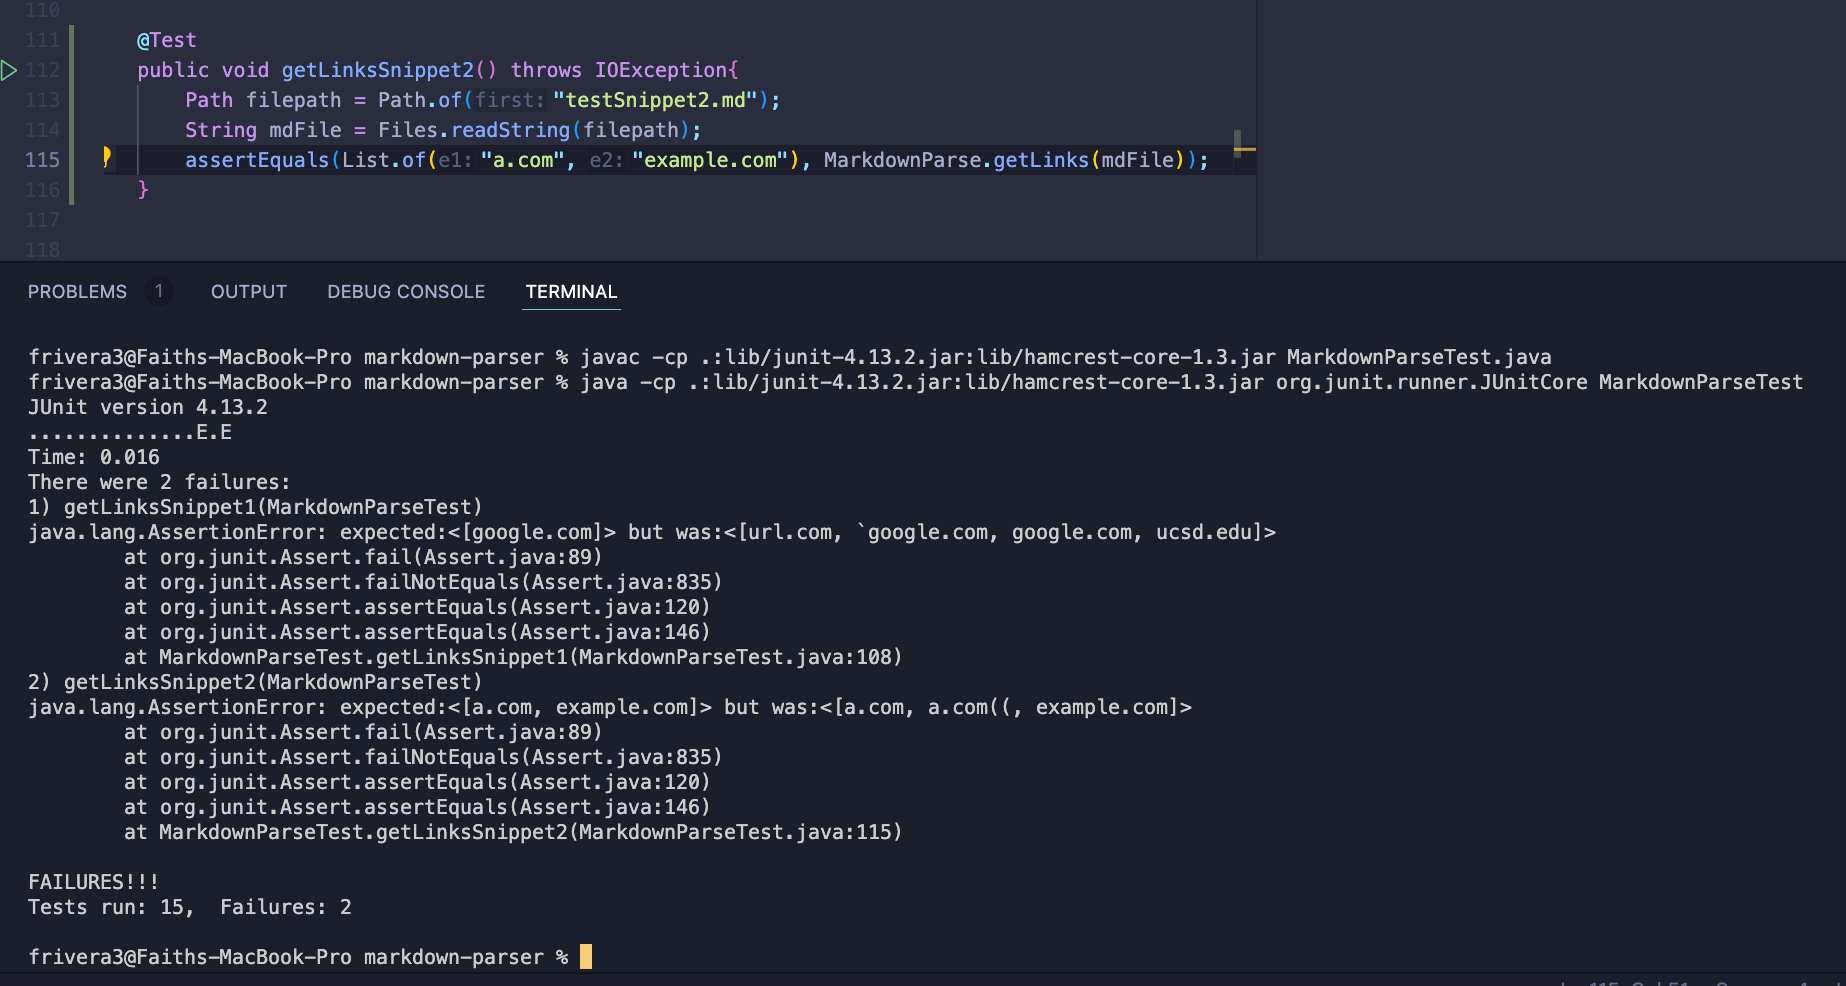 110
111 @Test
112 public void getLinksSnippet2() throws IOException{
113 Path filepath = Path.of(first: "testSnippet2.md");
114 String mdFile = Files.readString(filepath);
115 assertEquals(List.of(e1: "a.com", e2: "example.com"), MarkdownParse.getLinks(mdFile));
116 }
117
118
PROBLEMS 1 OUTPUT DEBUG CONSOLE TERMINAL
frivera3@Faiths-MacBook-Pro markdown-parser % javac -cp .:lib/junit-4.13.2.jar:lib/hamcrest-core-1.3.jar MarkdownParseTest.java
frivera3@Faiths-MacBook-Pro markdown-parser % java -cp .:lib/junit-4.13.2.jar:lib/hamcrest-core-1.3.jar org.junit.runner.JUnitCore MarkdownParseTest
JUnit version 4.13.2
..............E.E
Time: 0.016
There were 2 failures:
1) getLinksSnippet1(MarkdownParseTest)
java.lang.AssertionError: expected:<[google.com]> but was:<[url.com, `google.com, google.com, ucsd.edu]>
at org.junit.Assert.fail(Assert.java:89)
at org.junit.Assert.failNotEquals(Assert.java:835)
at org.junit.Assert.assertEquals(Assert.java:120)
at org.junit.Assert.assertEquals(Assert.java:146)
at MarkdownParseTest.getLinksSnippet1(MarkdownParseTest.java:108)
2) getLinksSnippet2(MarkdownParseTest)
java.lang.AssertionError: expected:<[a.com, example.com]> but was:<[a.com, a.com((, example.com]>
at org.junit.Assert.fail(Assert.java:89)
at org.junit.Assert.failNotEquals(Assert.java:835)
at org.junit.Assert.assertEquals(Assert.java:120)
at org.junit.Assert.assertEquals(Assert.java:146)
at MarkdownParseTest.getLinksSnippet2(MarkdownParseTest.java:115)
FAILURES!!!
Tests run: 15,  Failures: 2
frivera3@Faiths-MacBook-Pro markdown-parser %